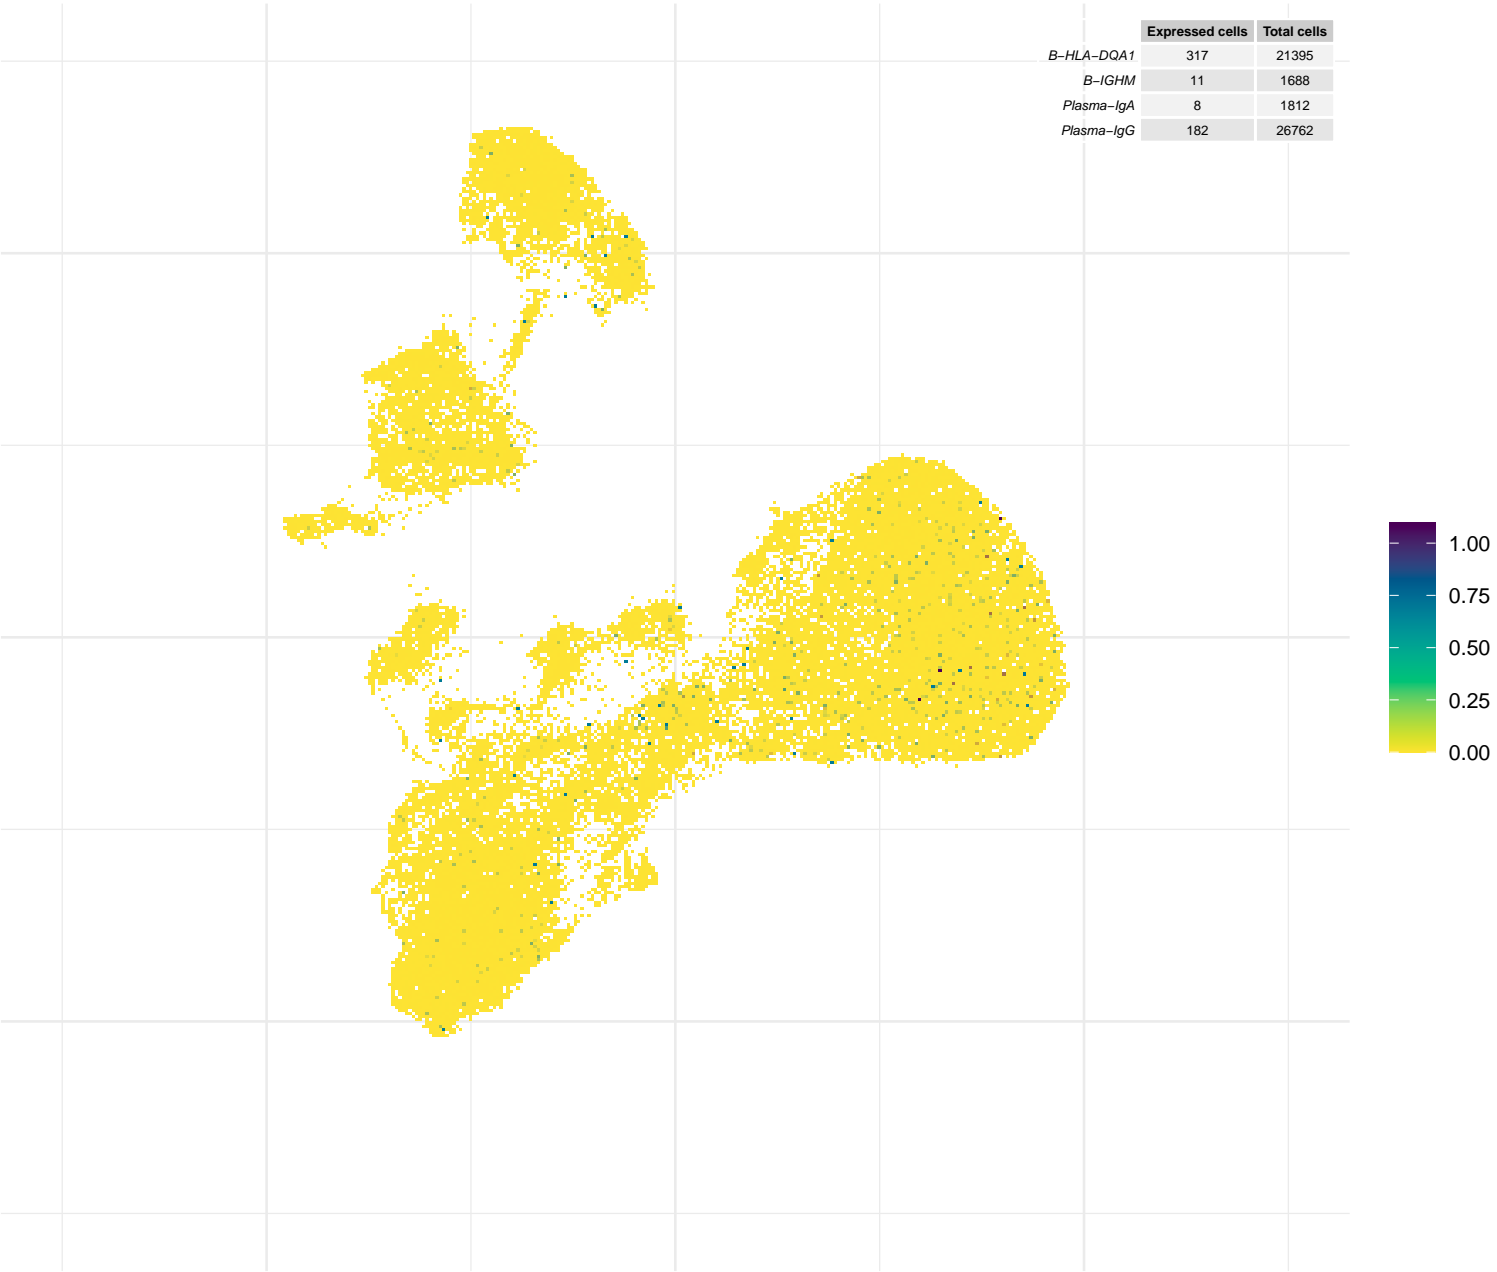 Expressed cells Total cells
B−HLA−DQA1 317 21395
B−IGHM 11 1688
Plasma−IgA 8 1812
Plasma−IgG 182 26762
1.00
0.75
0.50
0.25
0.00